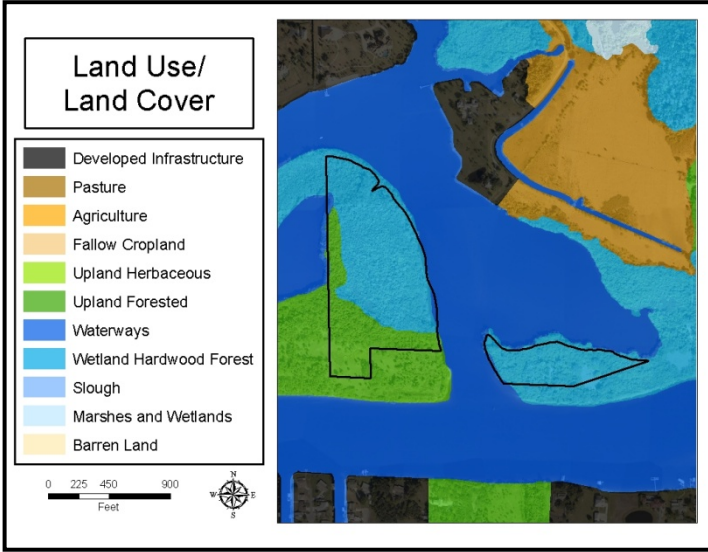 Land Use/
Land Cover
Developed Infrastructure
Pasture
Agriculture
Fallow Cropland
Upland Herbaceous
Upland Forested
Waterways
Wetland Hardwood Forest
Slough
Marshes and Wetlands
Barren Land
0 225 450 900
Feet
N
W E
S